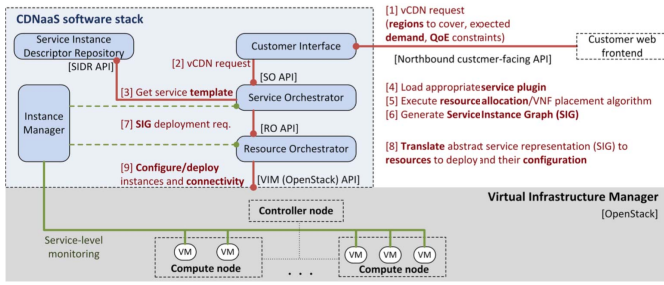 CDNaaS software stack
Service Instance
Descriptor Repository
[SIDR API]
Customer Interface
[2] vCDN request
[SO API]
[3] Get service template
Service Orchestrator
Instance
Manager
[7] SIG deployment req.
[RO API]
Resource Orchestrator
[9] Configure/deploy
instances and connectivity
[VIM (OpenStack) API]
[1] vCDN request
(regions to cover, expected
demand, QoE constraints)
[Northbound custcmer-facing API]
Customer web
frontend
[4] Load appropriate service plugin
[5] Execute resource allocation/VNF placement algorithm
[6] Generate Service Instance Graph (SIG)
[8] Translate abstract service representation (SIG) to
resources to deploy and their configuration
Virtual Infrastructure Manager
[OpenStack]
Controller node
Service-level
monitoring
VM
VM
VM
VM
VM
Compute node
. . .
Compute node